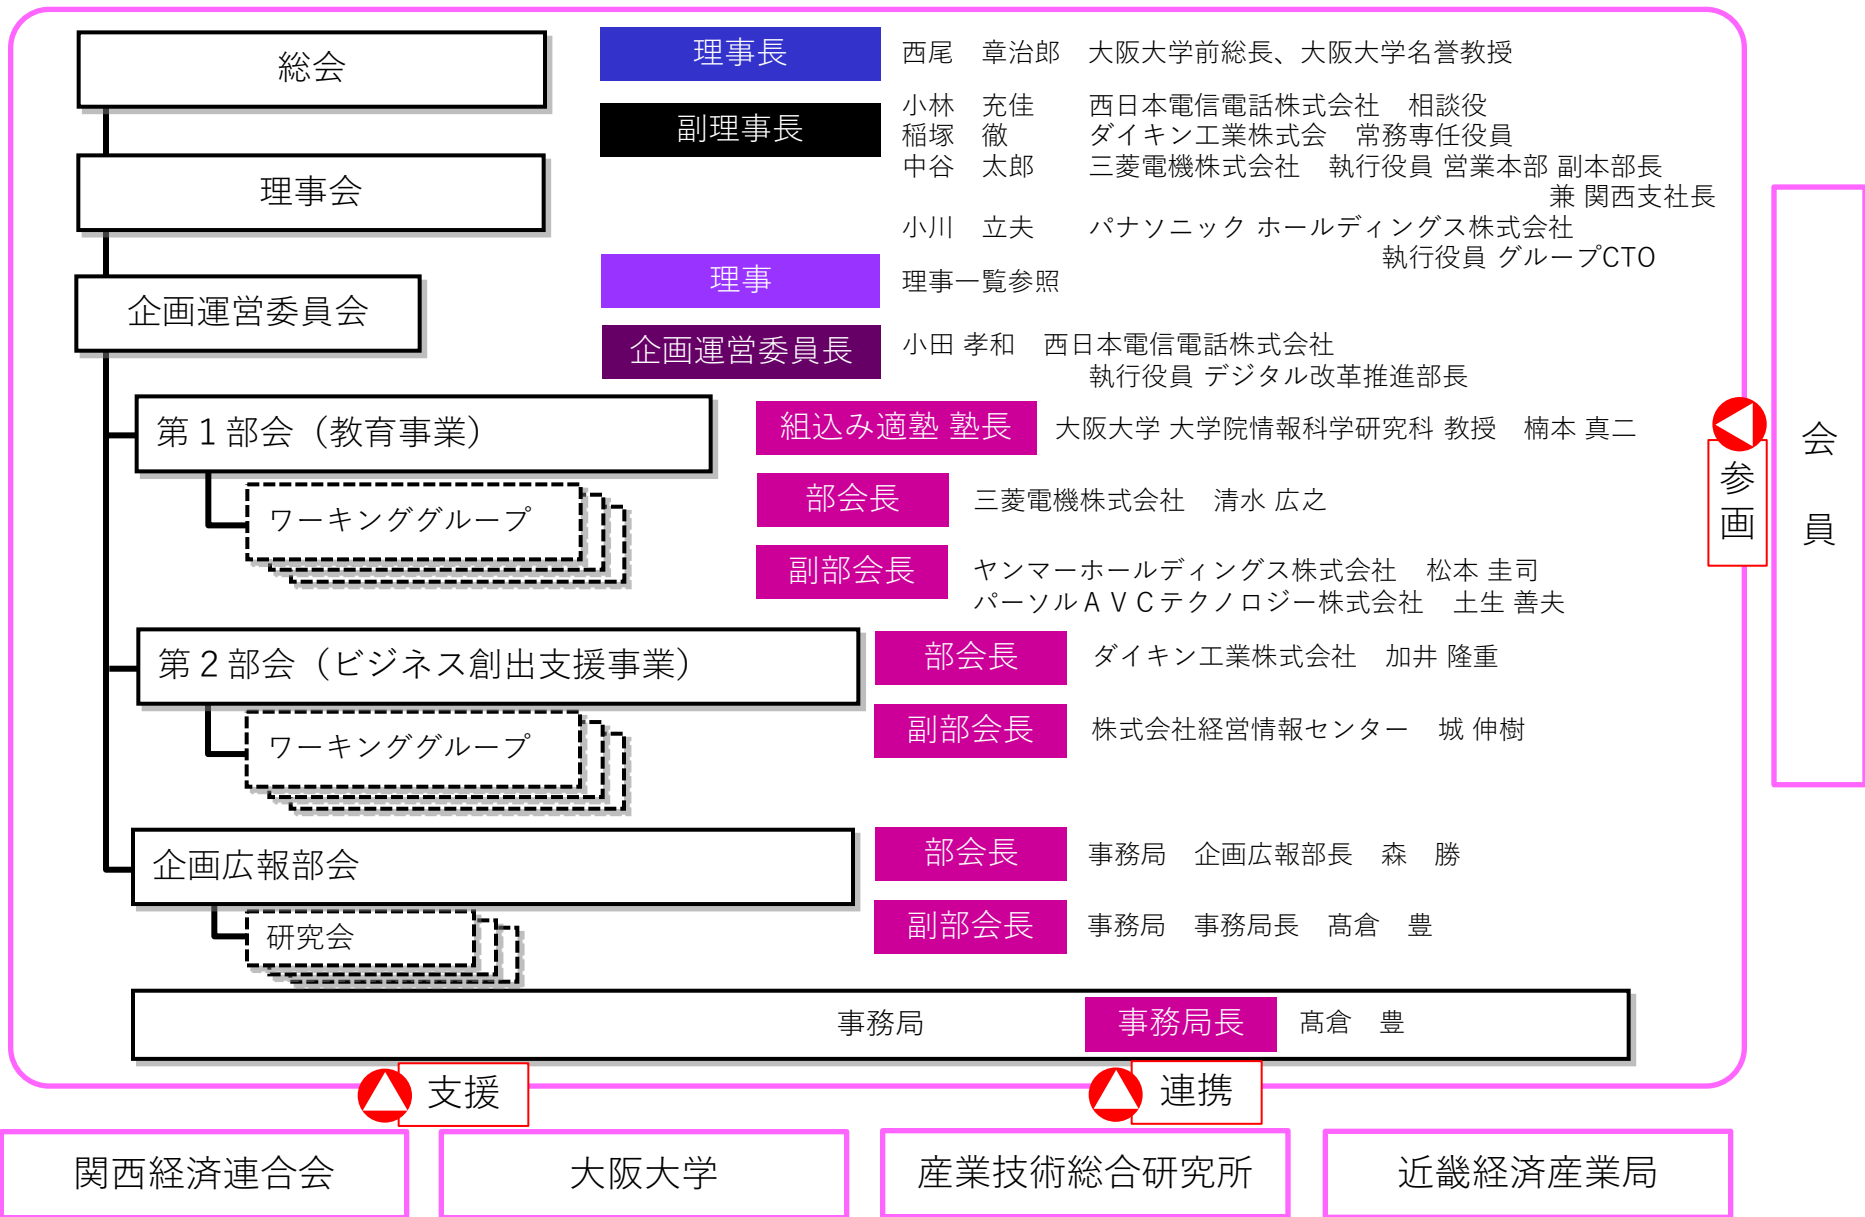 総会
理事長
西尾　章治郎　大阪大学前総長、大阪大学名誉教授
副理事長
小林　充佳　　西日本電信電話株式会社　相談役
稲塚　徹　　　ダイキン工業株式会　常務専任役員
中谷　太郎　　三菱電機株式会社　執行役員 営業本部 副本部長
兼 関西支社長
小川　立夫　　パナソニック ホールディングス株式会社
執行役員 グループCTO
理事会
理事
理事一覧参照
企画運営委員会
企画運営委員長
小田 孝和　西日本電信電話株式会社
執行役員 デジタル改革推進部長
第１部会（教育事業）
組込み適塾 塾長
大阪大学 大学院情報科学研究科 教授　楠本 真二
ワーキンググループ
部会長
三菱電機株式会社　清水 広之
副部会長
ヤンマーホールディングス株式会社　松本 圭司
パーソルＡＶＣテクノロジー株式会社　土生 善夫
第２部会（ビジネス創出支援事業）
部会長
ダイキン工業株式会社　加井 隆重
ワーキンググループ
副部会長
株式会社経営情報センター　城 伸樹
企画広報部会
部会長
事務局　企画広報部長　森　勝
研究会
副部会長
事務局　事務局長　髙倉　豊
事務局
事務局長
髙倉　豊
参画
会員
支援
連携
関西経済連合会
大阪大学
産業技術総合研究所
近畿経済産業局